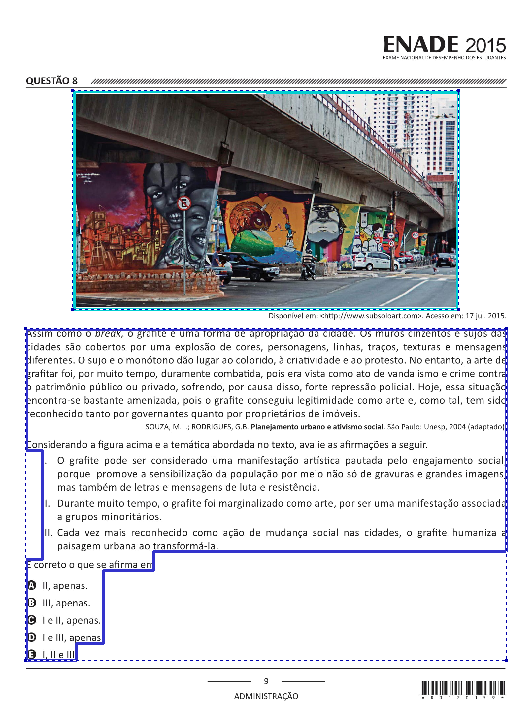 ENADE 2015
EXAME NACIONAL DE DESEMPENHO DOS ESTUDANTES
QUESTÃO 8
Disponível em: <http://www.subsoloart.com>. Acesso em: 17 jul. 2015.
Assim como o break, o grafite é uma forma de apropriação da cidade. Os muros cinzentos e sujos das
cidades são cobertos por uma explosão de cores, personagens, linhas, traços, texturas e mensagens
diferentes. O sujo e o monótono dão lugar ao colorido, à criatividade e ao protesto. No entanto, a arte de
grafitar foi, por muito tempo, duramente combatida, pois era vista como ato de vandalismo e crime contra
o patrimônio público ou privado, sofrendo, por causa disso, forte repressão policial. Hoje, essa situação
encontra-se bastante amenizada, pois o grafite conseguiu legitimidade como arte e, como tal, tem sido
reconhecido tanto por governantes quanto por proprietários de imóveis.
SOUZA, M.L.; RODRIGUES, G.B. Planejamento urbano e ativismo social. São Paulo: Unesp, 2004 (adaptado).
Considerando a figura acima e a temática abordada no texto, avalie as afirmações a seguir.
I. O grafite pode ser considerado uma manifestação artística pautada pelo engajamento social,
porque promove a sensibilização da população por meio não só de gravuras e grandes imagens,
mas também de letras e mensagens de luta e resistência.
II. Durante muito tempo, o grafite foi marginalizado como arte, por ser uma manifestação associada
a grupos minoritários.
III. Cada vez mais reconhecido como ação de mudança social nas cidades, o grafite humaniza a
paisagem urbana ao transformá-la.
É correto o que se afirma em
A II, apenas.
B III, apenas.
C I e II, apenas.
D I e III, apenas.
E I, II e III.
9
ADMINISTRAÇÃO